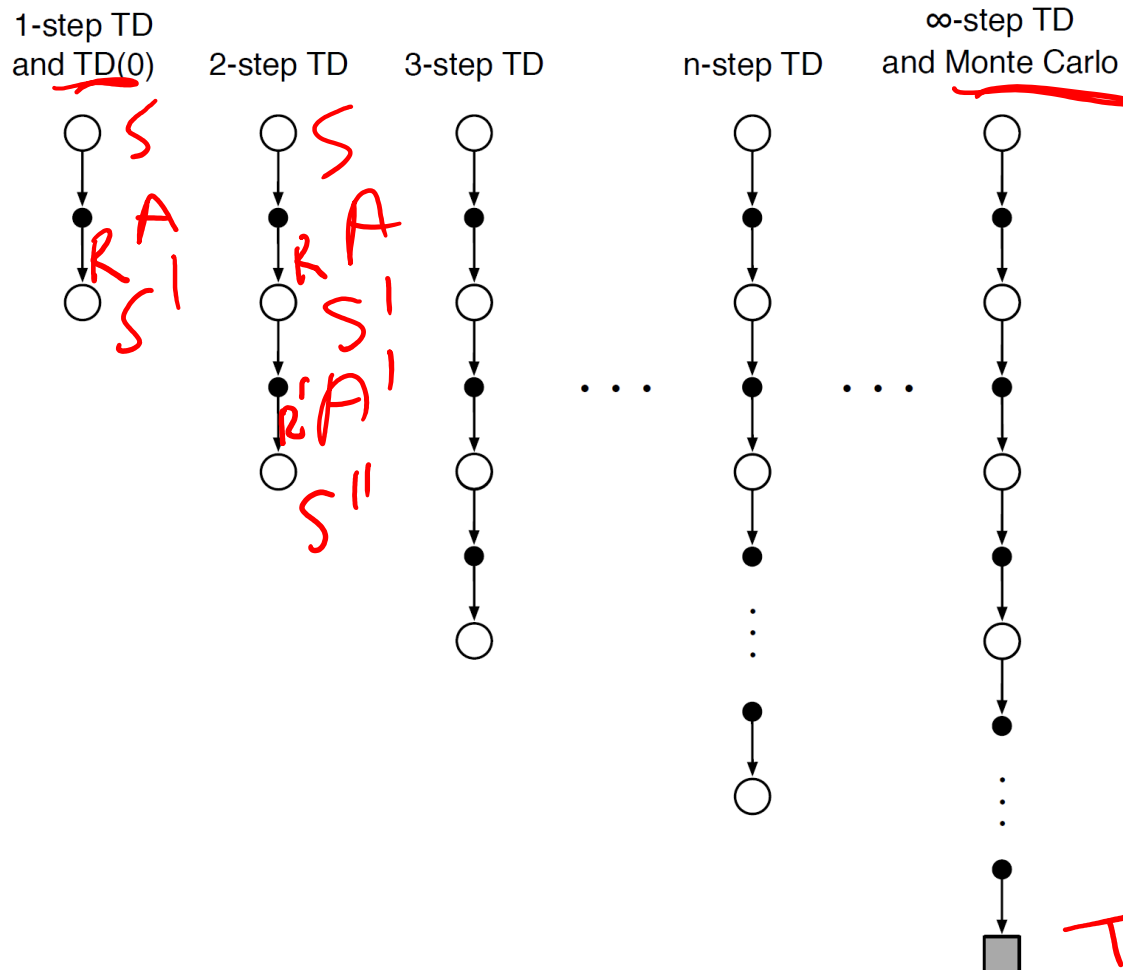 1-step TD
and TD(0)
2-step TD
3-step TD
n-step TD
∞-step TD
and Monte Carlo
S
A
R
S'
S
A
R
S'
A'
R'
S''
. . .
. . .
T